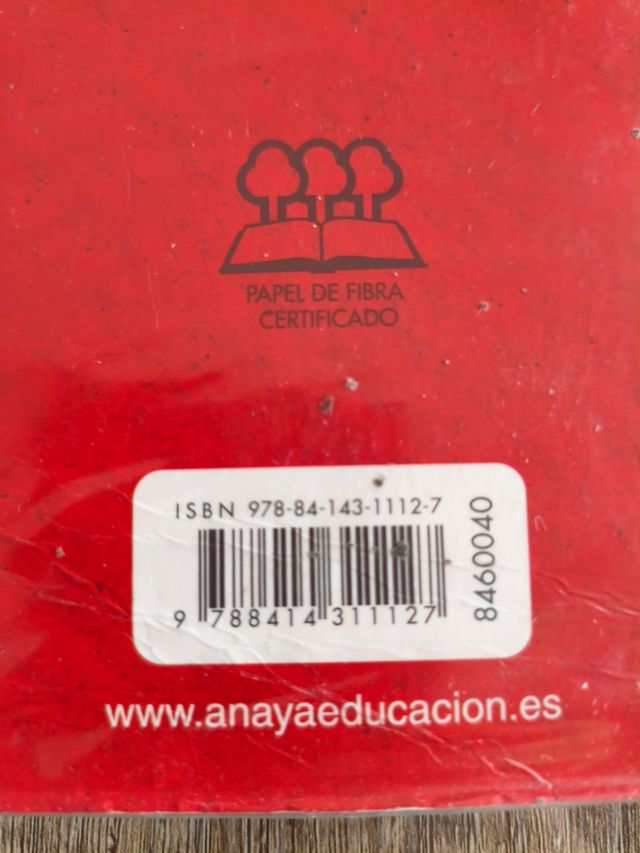 PAPEL DE FIBRA
CERTIFICADO
ISBN 978-84-143-1112-7
9 788414 311127
8460040
www.anayaeducacion.es